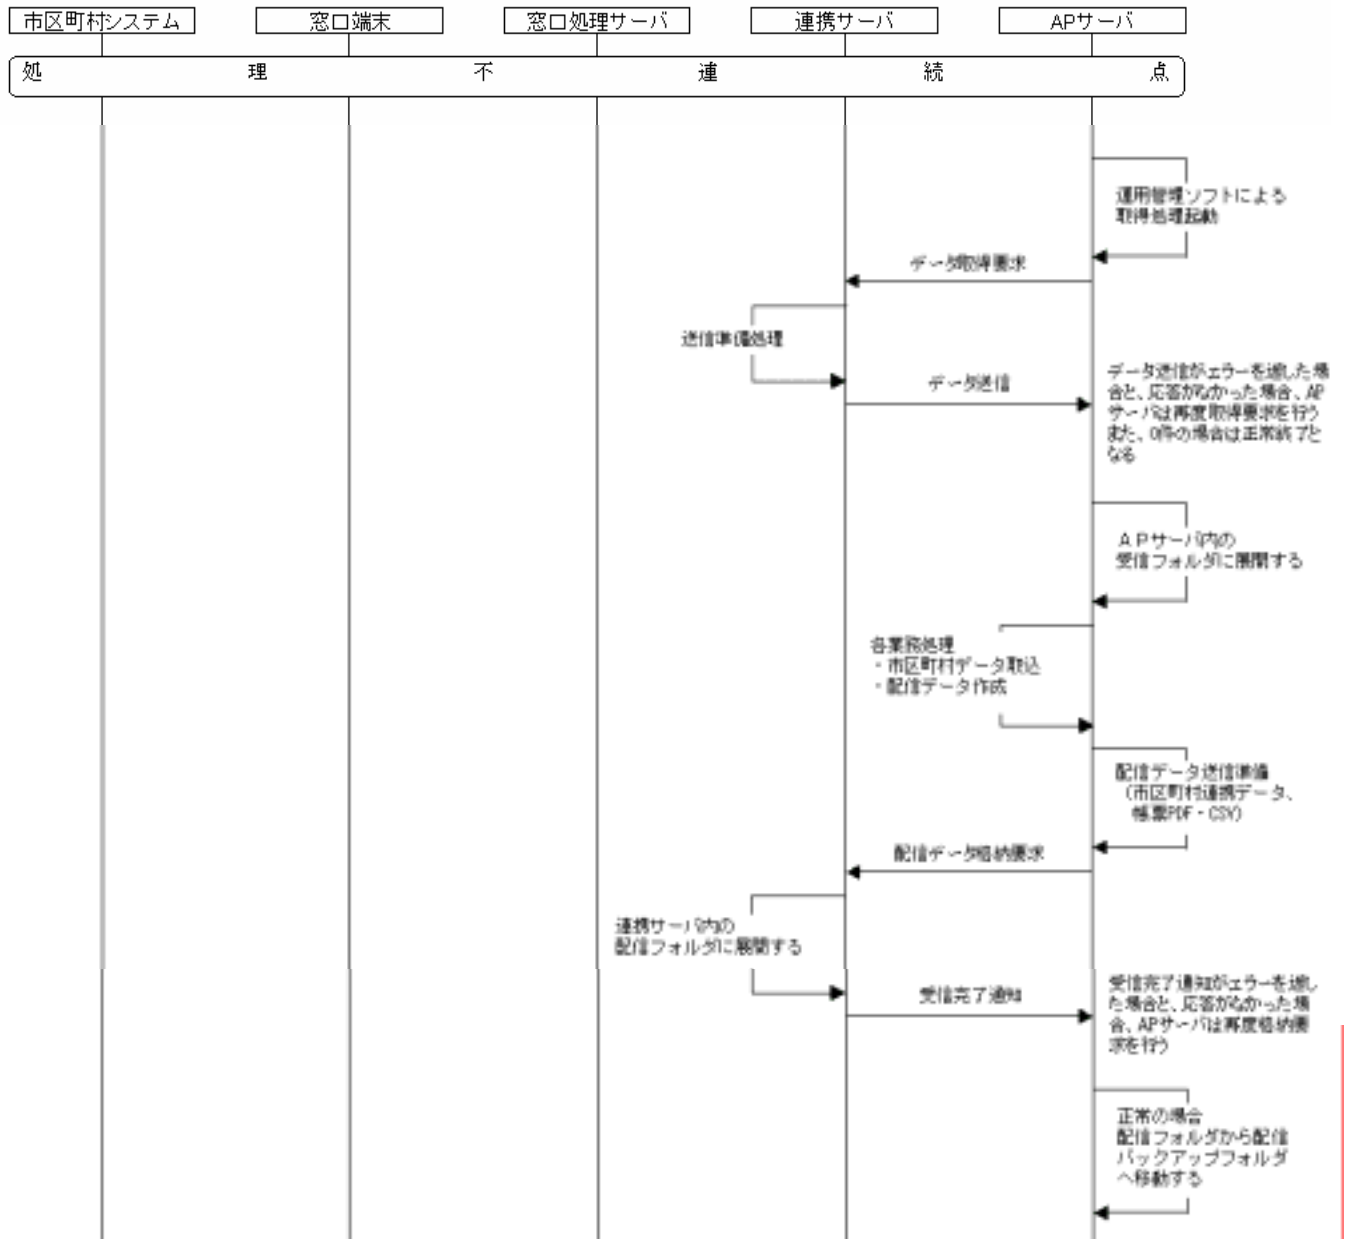 市区町村システム
窓口端末
窓口処理サーバ
連携サーバ
APサーバ
処理不連続点
運用管理ソフトによる
取得処理起動
データ取得要求
送信準備処理
データ送信
データ送信がエラーを返した場
合と、応答がなかった場合、AP
サーバは再度取得要求を行う
また、0件の場合は正常終了と
なる
APサーバ内の
受信フォルダに展開する
各業務処理
・市区町村データ取込
・配信データ作成
配信データ送信準備
(市区町村連携データ、
帳票PDF・CSV)
配信データ格納要求
連携サーバ内の
配信フォルダに展開する
受信完了通知
受信完了通知がエラーを返し
た場合と、応答がなかった場
合、APサーバは再度格納要
求を行う
正常の場合
配信フォルダから配信
バックアップフォルダ
へ移動する